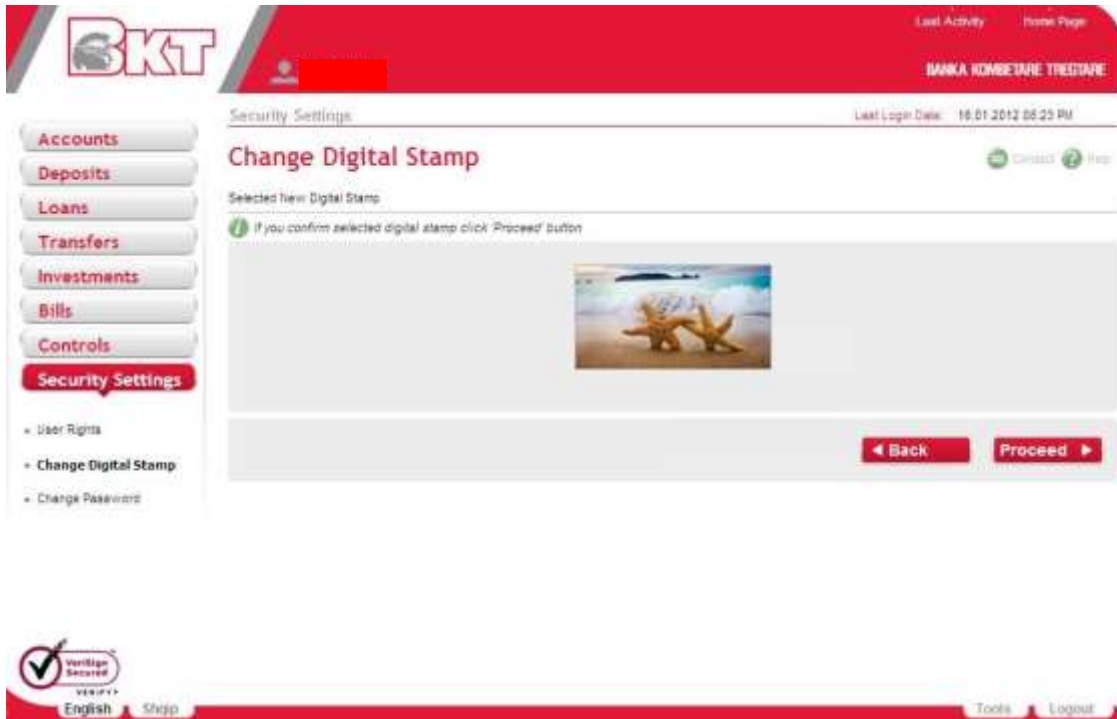 BKT
Last Activity Home Page
BANKA KOMBETARE TREGTARE
Security Settings
Last Login Date: 16.01.2012 06:23 PM
Accounts
Deposits
Loans
Transfers
Investments
Bills
Controls
Security Settings
User Rights
Change Digital Stamp
Change Password
Change Digital Stamp
Contact Help
Selected New Digital Stamp
If you confirm selected digital stamp click 'Proceed' button
Back Proceed
VeriSign
Secured
VERIFY
English Shqip
Tools Logout